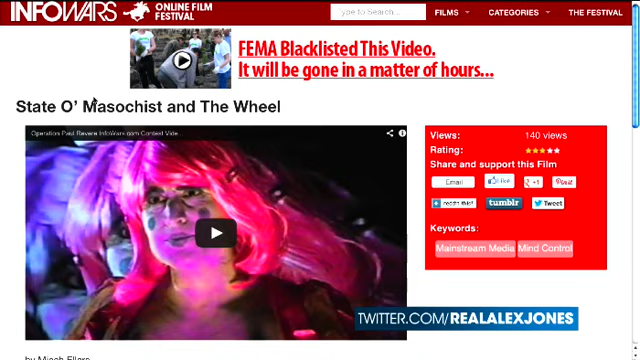 INFOWARS
ONLINE FILM
FESTIVAL
Type to Search...
FILMS
CATEGORIES
THE FESTIVAL
FEMA Blacklisted This Video.
It will be gone in a matter of hours...
State O' Masochist and The Wheel
Operation Paul Revere InfoWars.com Contest Vide...
Views: 140 views
Rating:
Share and support this Film
Email
Like
+1
Pinit
reddit this!
tumblr
Tweet
Keywords:
Mainstream Media Mind Control
TWITTER.COM/REALALEXJONES
by